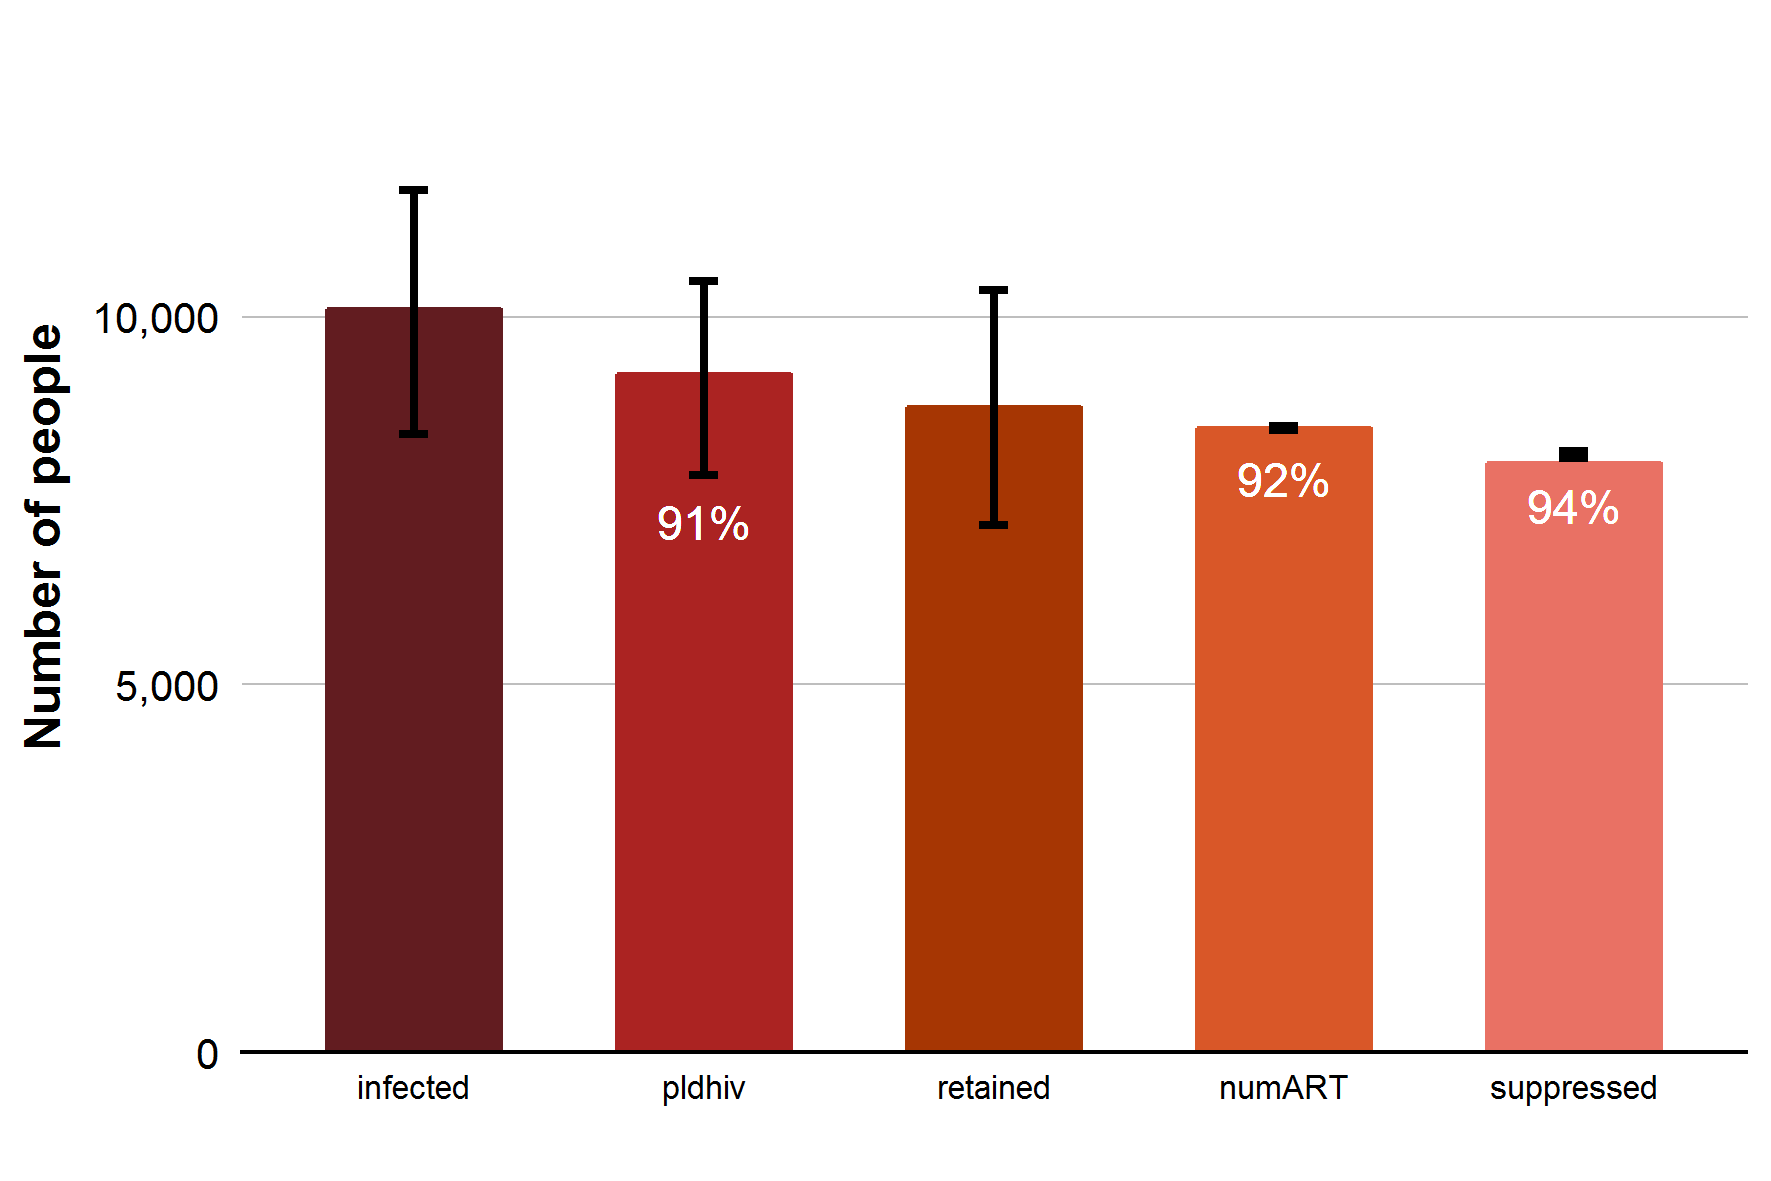 Number of people
10,000
5,000
0
91%
92%
94%
infected
pldhiv
retained
numART
suppressed